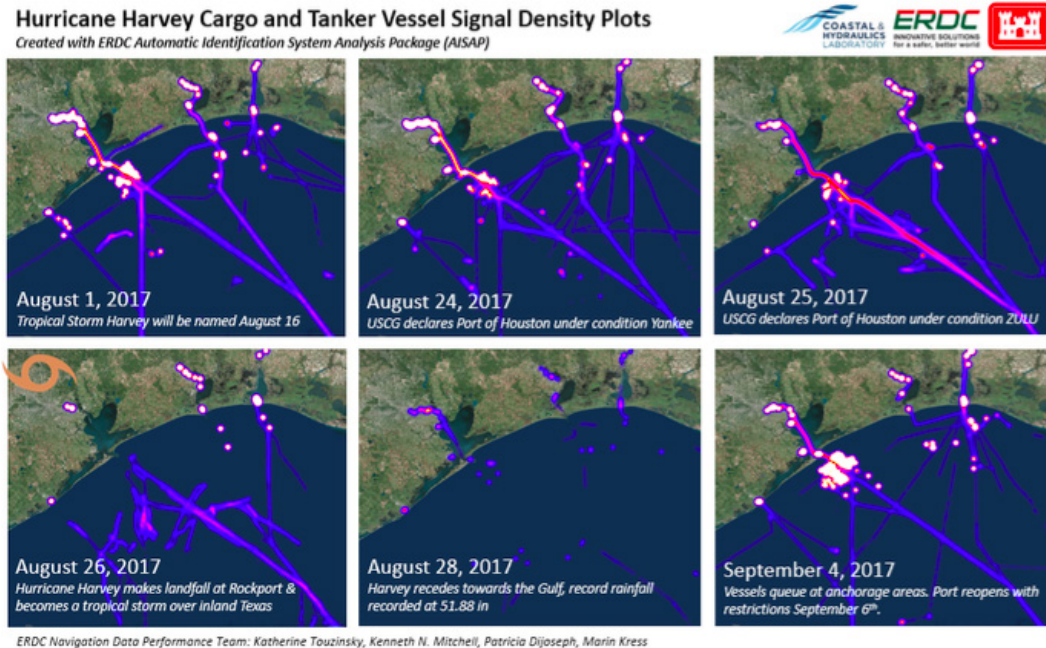 Hurricane Harvey Cargo and Tanker Vessel Signal Density Plots
Created with ERDC Automatic Identification System Analysis Package (AISAP)
COASTAL &
HYDRAULICS
LABORATORY
ERDC
INNOVATIVE SOLUTIONS
for a safer, better world
August 1, 2017
Tropical Storm Harvey will be named August 16
August 24, 2017
USCG declares Port of Houston under condition Yankee
August 25, 2017
USCG declares Port of Houston under condition ZULU
August 26, 2017
Hurricane Harvey makes landfall at Rockport &
becomes a tropical storm over inland Texas
August 28, 2017
Harvey recedes towards the Gulf, record rainfall
recorded at 51.88 in
September 4, 2017
Vessels queue at anchorage areas. Port reopens with
restrictions September 6th.
ERDC Navigation Data Performance Team: Katherine Touzinsky, Kenneth N. Mitchell, Patricia Dijoseph, Marin Kress